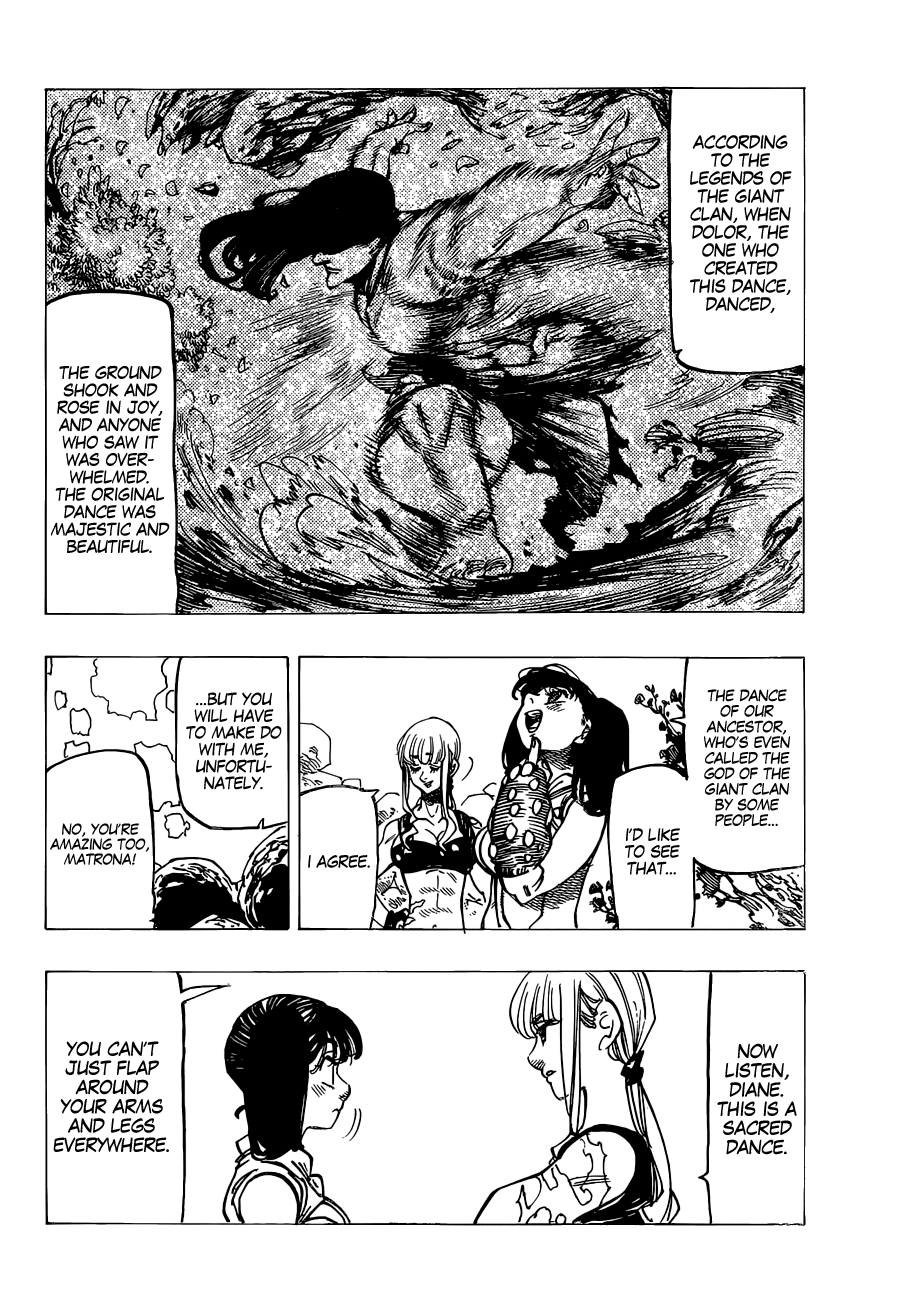 ACCORDING
TO THE
LEGENDS OF
THE GIANT
CLAN, WHEN
DOLOR, THE
ONE WHO
CREATED
THIS DANCE,
DANCED,
THE GROUND
SHOOK AND
ROSE IN JOY,
AND ANYONE
WHO SAW IT
WAS OVER-
WHELMED.
THE ORIGINAL
DANCE WAS
MAJESTIC AND
BEAUTIFUL.
THE DANCE
OF OUR
ANCESTOR,
WHO'S EVEN
CALLED THE
GOD OF THE
GIANT CLAN
BY SOME
PEOPLE...
I'D LIKE
TO SEE
THAT...
I AGREE.
...BUT YOU
WILL HAVE
TO MAKE DO
WITH ME,
UNFORTU-
NATELY.
NO, YOU'RE
AMAZING TOO,
MATRONA!
NOW
LISTEN,
DIANE.
THIS IS A
SACRED
DANCE.
YOU CAN'T
JUST FLAP
AROUND
YOUR ARMS
AND LEGS
EVERYWHERE.